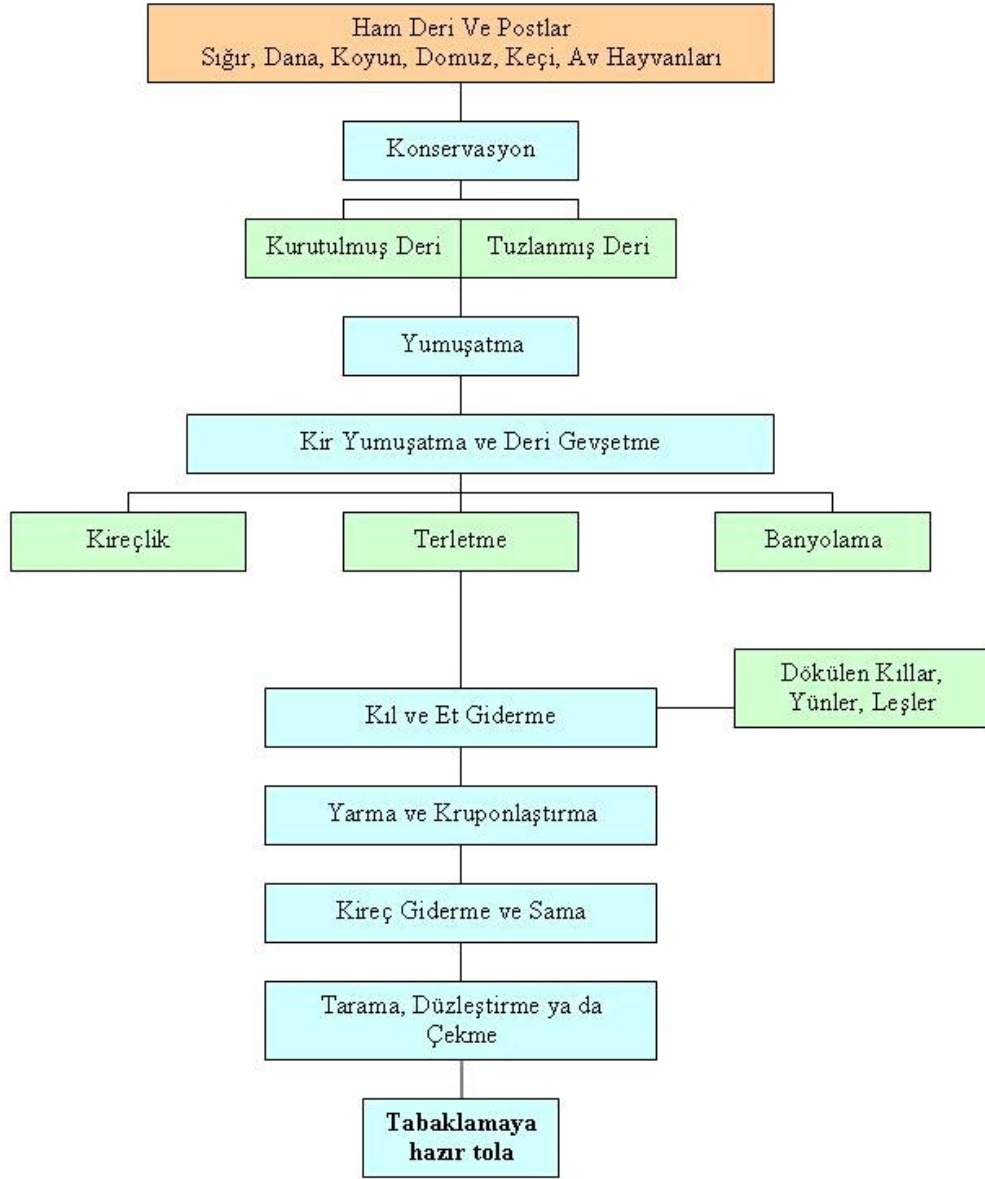 Ham Deri Ve Postlar
Sığır, Dana, Koyun, Domuz, Keçi, Av Hayvanları
Konservasyon
Kurutulmuş Deri
Tuzlanmış Deri
Yumuşatma
Kir Yumuşatma ve Deri Gevşetme
Kireçlik
Terletme
Banyolama
Dökülen Kıllar,
Yünler, Leşler
Kıl ve Et Giderme
Yarma ve Kruponlaştırma
Kireç Giderme ve Sama
Tarama, Düzleştirme ya da
Çekme
Tabaklamaya
hazır tola